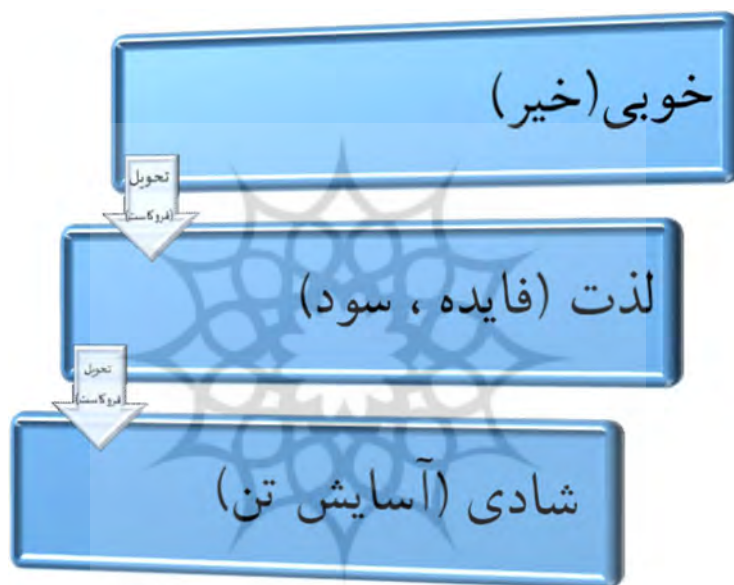 خوبی(خیر)
تحویل
(فروکاست)
لذت (فایده ، سود)
تحویل
(فروکاست)
شادی (آسایش تن)